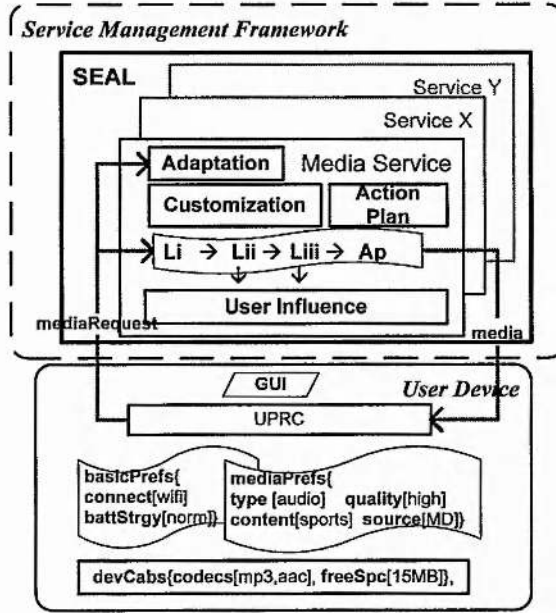 Service Management Framework
SEAL
Service Y
Service X
Adaptation Media Service
Customization
Action
Plan
Li → Lii → Liii → Ap
User Influence
mediaRequest
media
GUI
User Device
UPRC
basicPrefs{
connect[wifi]
battStrgy[norm]}
mediaPrefs{
type [audio] quality[high]
content[sports] source[MD]}
devCabs{codecs[mp3,aac], freeSpc[15MB]},